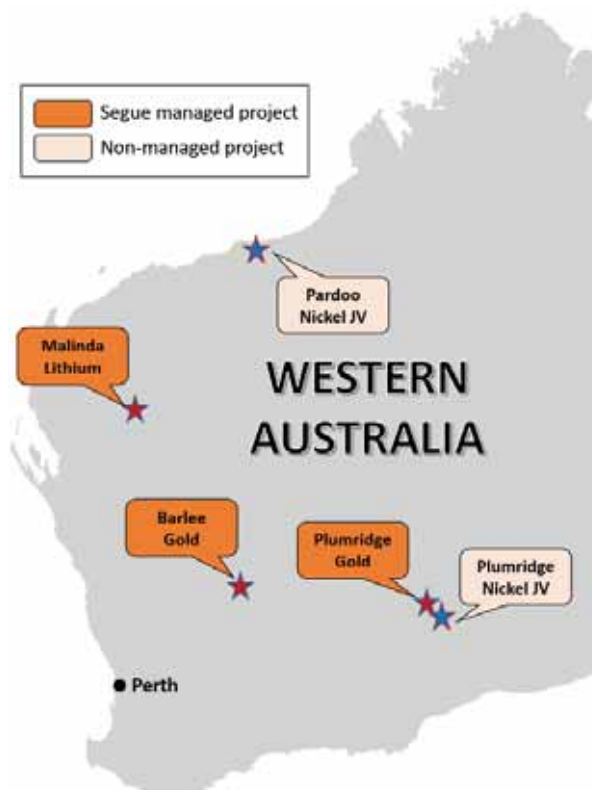 Segue managed project
Non-managed project
Pardoo
Nickel JV
Malinda
Lithium
WESTERN
AUSTRALIA
Barlee
Gold
Plumridge
Gold
Plumridge
Nickel JV
Perth